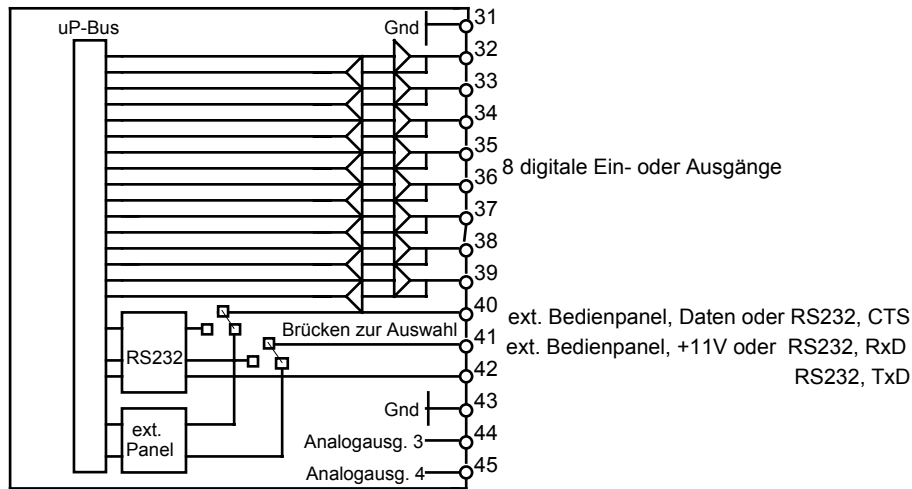 uP-Bus
Gnd
31
32
33
34
35
36
8 digitale Ein- oder Ausgänge
37
38
39
40
ext. Bedienpanel, Daten oder RS232, CTS
Brücken zur Auswahl
41
ext. Bedienpanel, +11V oder RS232, RxD
RS232
42
RS232, TxD
Gnd
43
ext.
Panel
Analogausg. 3
44
Analogausg. 4
45